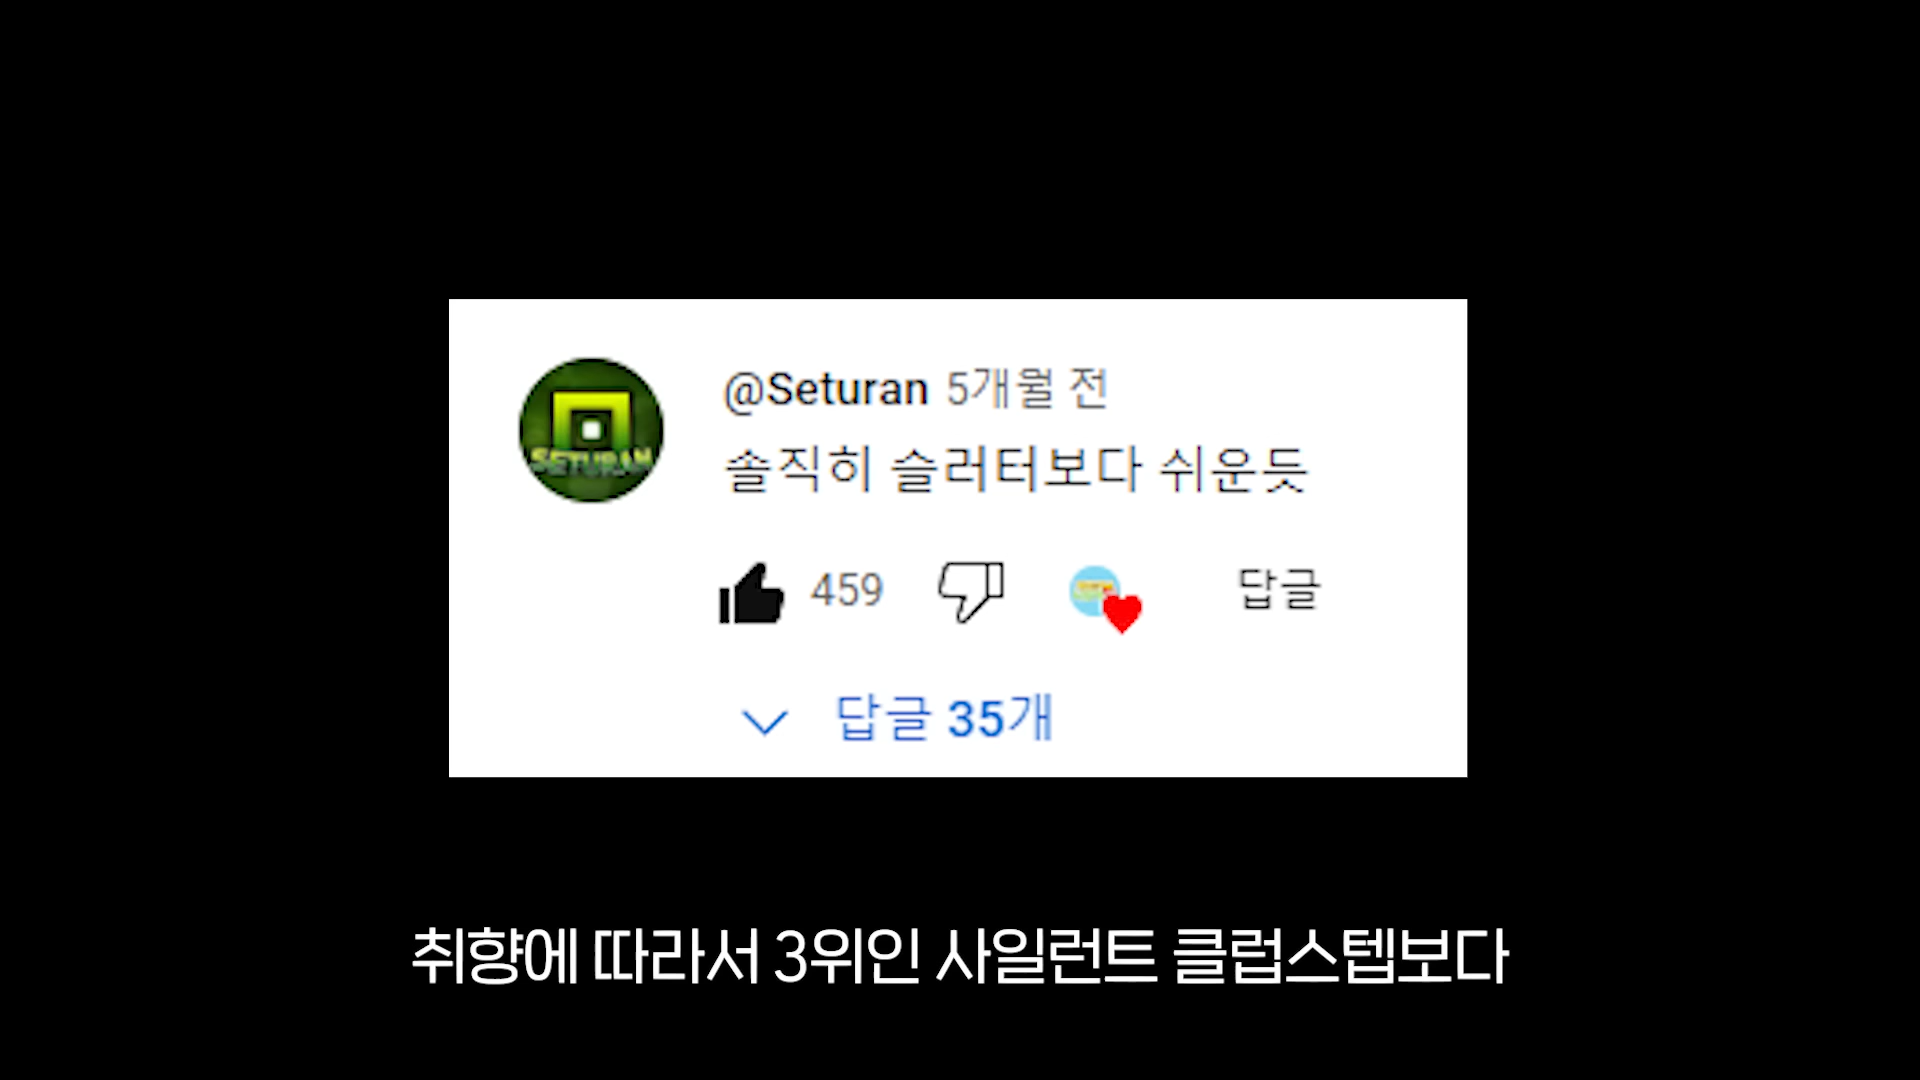 SETURAN
@Seturan 5개월 전
솔직히 슬러터보다 쉬운듯
459
답글
답글 35개
취향에 따라서 3위인 사일런트 클럽스텝보다